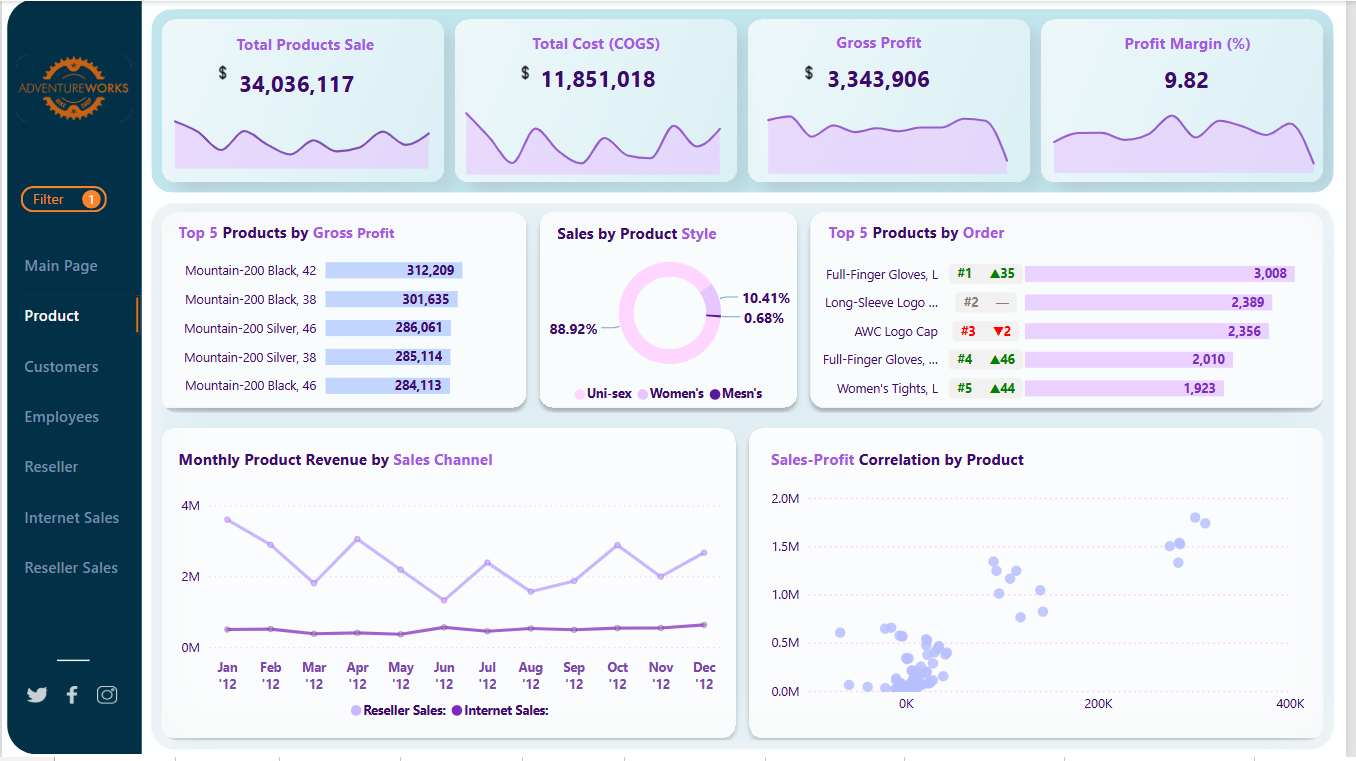 ADVENTUREWORKS
BIKE SHOP
Filter 1
Main Page
Product
Customers
Employees
Reseller
Internet Sales
Reseller Sales
Total Products Sale
$ 34,036,117
Total Cost (COGS)
$ 11,851,018
Gross Profit
$ 3,343,906
Profit Margin (%)
9.82
Top 5 Products by Gross Profit
Mountain-200 Black, 42 312,209
Mountain-200 Black, 38 301,635
Mountain-200 Silver, 46 286,061
Mountain-200 Silver, 38 285,114
Mountain-200 Black, 46 284,113
Sales by Product Style
10.41%
0.68%
88.92%
Uni-sex Women's Mesn's
Top 5 Products by Order
Full-Finger Gloves, L #1 ▲35 3,008
Long-Sleeve Logo ... #2 — 2,389
AWC Logo Cap #3 ▼2 2,356
Full-Finger Gloves, ... #4 ▲46 2,010
Women's Tights, L #5 ▲44 1,923
Monthly Product Revenue by Sales Channel
4M
2M
0M
Jan Feb Mar Apr May Jun Jul Aug Sep Oct Nov Dec
'12 '12 '12 '12 '12 '12 '12 '12 '12 '12 '12 '12
Reseller Sales: Internet Sales:
Sales-Profit Correlation by Product
2.0M
1.5M
1.0M
0.5M
0.0M
0K 200K 400K